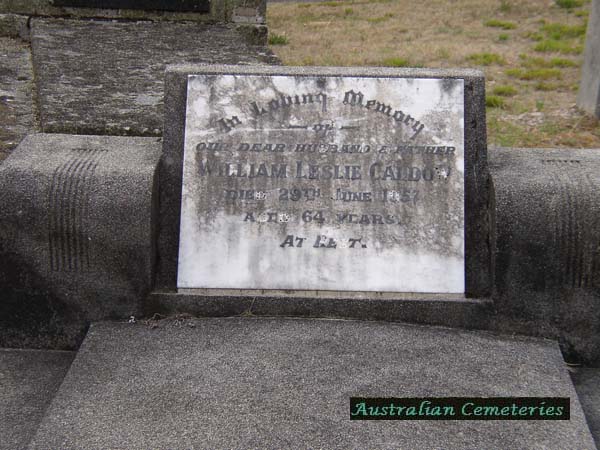 In Loving Memory
OF
OUR DEAR HUSBAND & FATHER
WILLIAM LESLIE CALDOW
DIED 29TH JUNE 1957
AGED 64 YEARS.
AT REST.
Australian Cemeteries